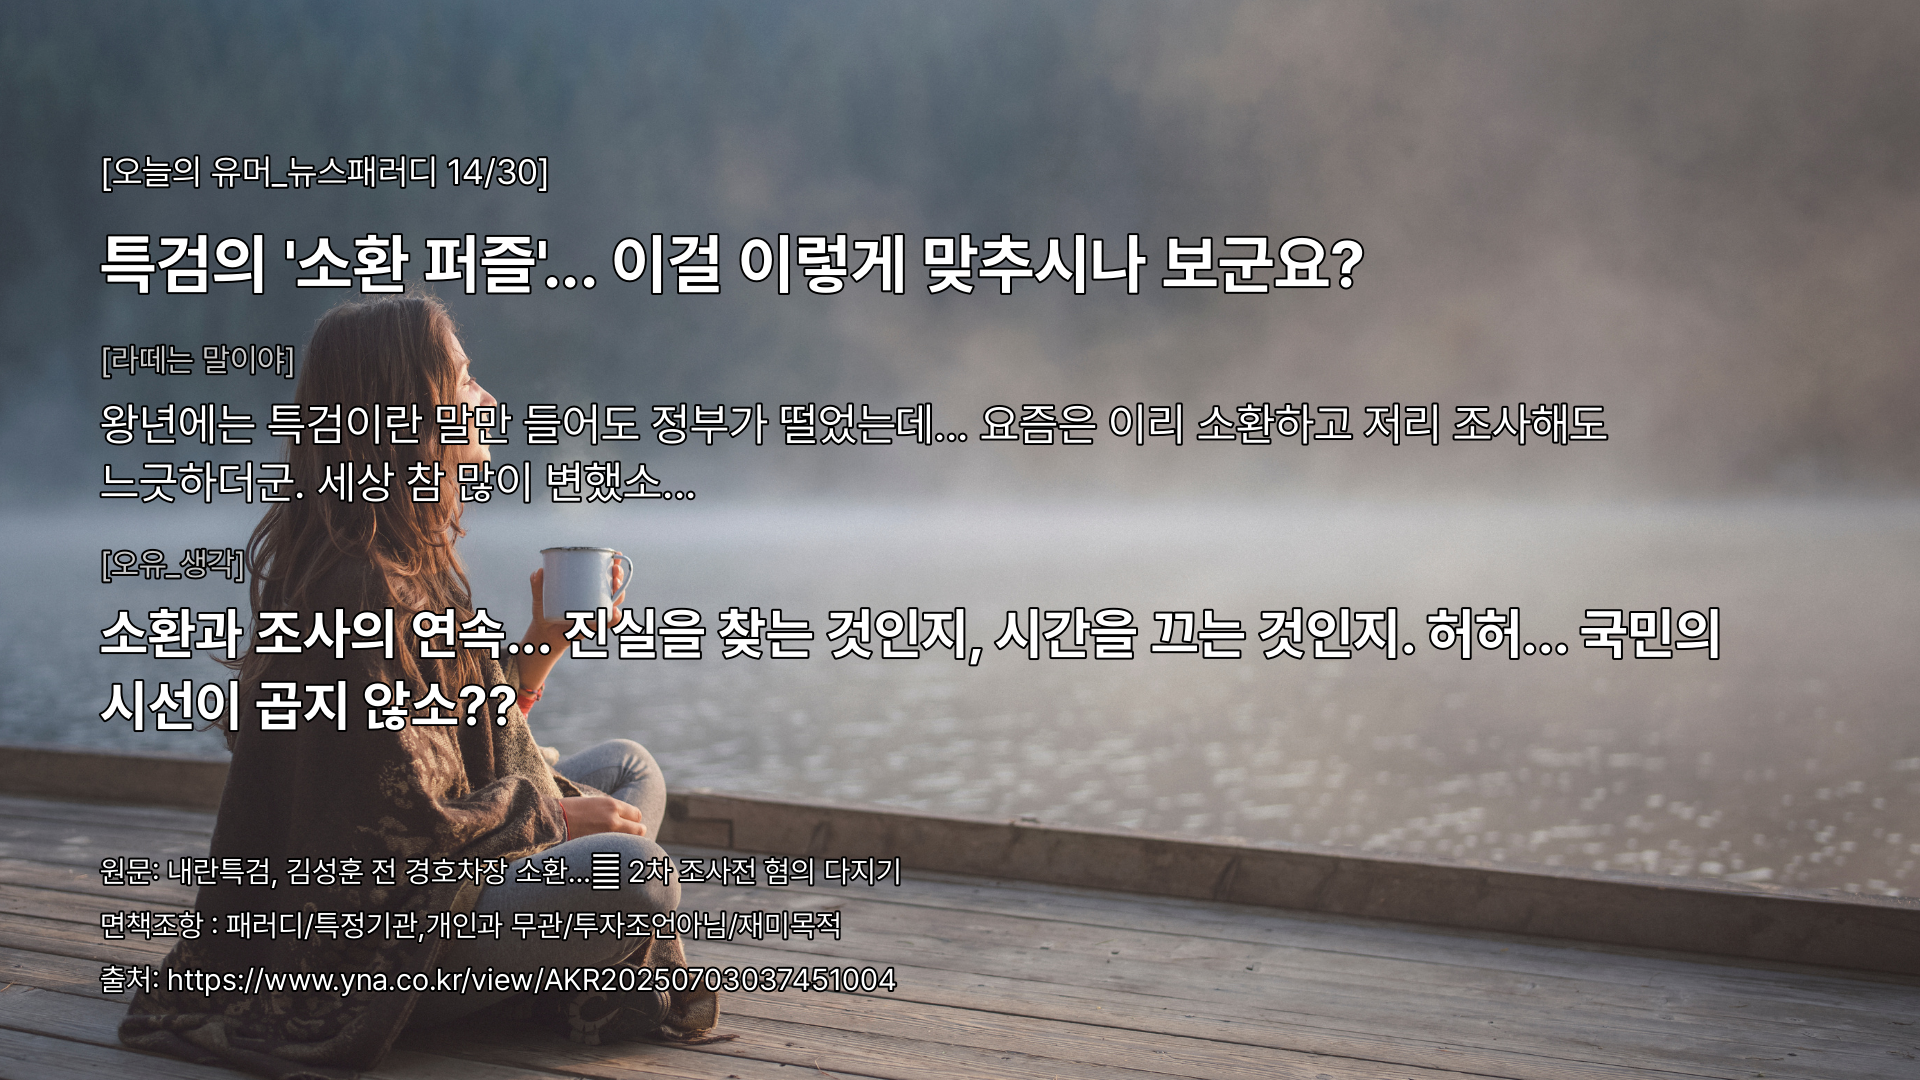 [오늘의 유머_뉴스패러디 14/30]
특검의 '소환 퍼즐'... 이걸 이렇게 맞추시나 보군요?
[라떼는 말이야]
왕년에는 특검이란 말만 들어도 정부가 떨었는데... 요즘은 이리 소환하고 저리 조사해도
느긋하더군. 세상 참 많이 변했소...
[오유_생각]
소환과 조사의 연속... 진실을 찾는 것인지, 시간을 끄는 것인지. 허허... 국민의
시선이 곱지 않소??
원문: 내란특검, 김성훈 전 경호차장 소환... 2차 조사전 혐의 다지기
면책조항 : 패러디/특정기관,개인과 무관/투자조언아님/재미목적
출처: https://www.yna.co.kr/view/AKR20250703037451004